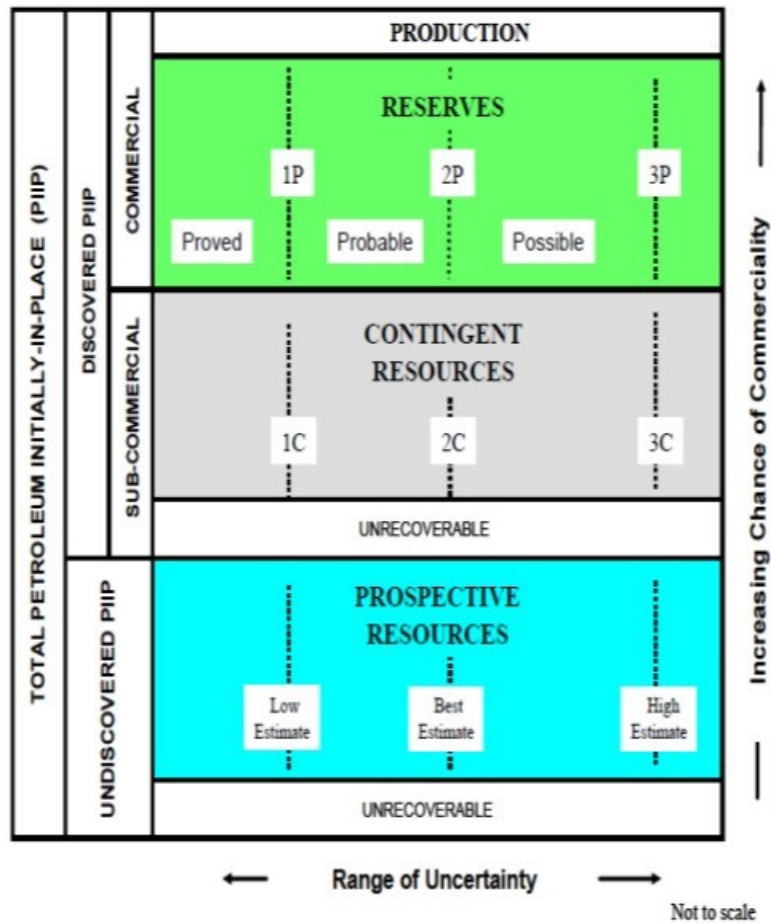 TOTAL PETROLEUM INITIALLY-IN-PLACE (PIIP)
DISCOVERED PIIP
UNDISCOVERED PIIP
COMMERCIAL
SUB-COMMERCIAL
PRODUCTION
RESERVES
1P
2P
3P
Proved
Probable
Possible
CONTINGENT
RESOURCES
1C
2C
3C
UNRECOVERABLE
PROSPECTIVE
RESOURCES
Low
Estimate
Best
Estimate
High
Estimate
UNRECOVERABLE
Increasing Chance of Commerciality
Range of Uncertainty
Not to scale